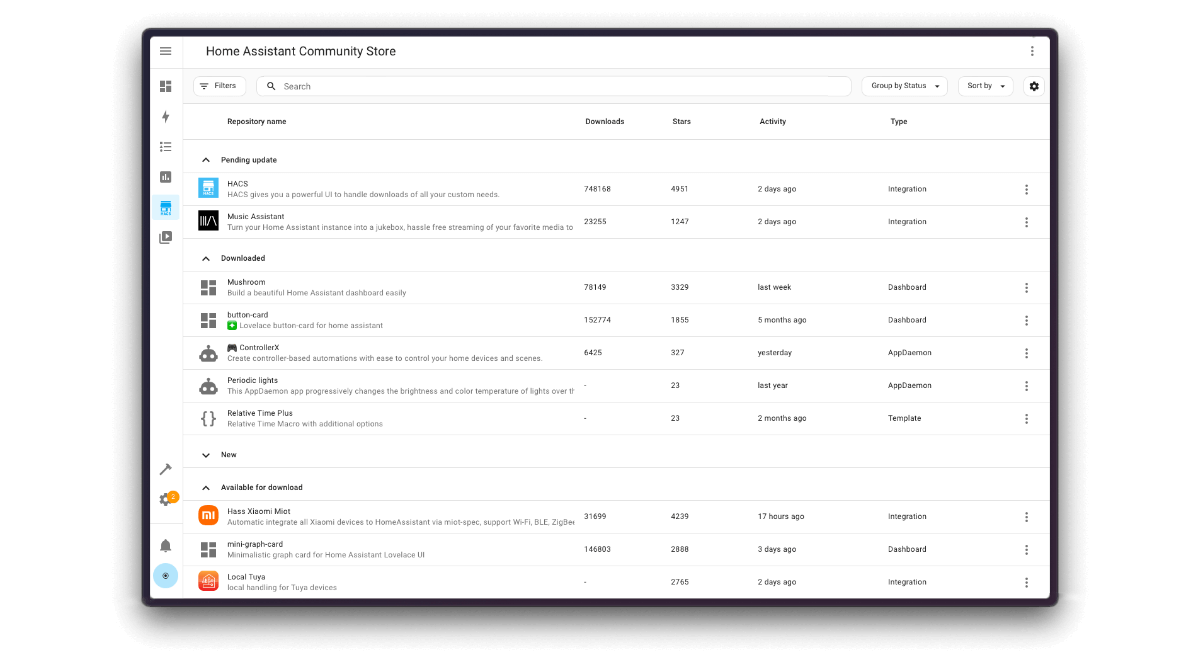 Home Assistant Community Store
Filters Search Group by Status Sort by
Repository name Downloads Stars Activity Type
Pending update
HACS
HACS gives you a powerful UI to handle downloads of all your custom needs.
748168 4951 2 days ago Integration
Music Assistant
Turn your Home Assistant instance into a jukebox, hassle free streaming of your favorite media to
23255 1247 2 days ago Integration
Downloaded
Mushroom
Build a beautiful Home Assistant dashboard easily
78149 3329 last week Dashboard
button-card
Lovelace button-card for home assistant
152774 1855 5 months ago Dashboard
ControllerX
Create controller-based automations with ease to control your home devices and scenes.
6425 327 yesterday AppDaemon
Periodic lights
This AppDaemon app progressively changes the brightness and color temperature of lights over th
- 23 last year AppDaemon
Relative Time Plus
Relative Time Macro with additional options
- 23 2 months ago Template
New
Available for download
Hass Xiaomi Miot
Automatic integrate all Xiaomi devices to HomeAssistant via miot-spec, support Wi-Fi, BLE, ZigBee
31699 4239 17 hours ago Integration
mini-graph-card
Minimalistic graph card for Home Assistant Lovelace UI
146803 2888 3 days ago Dashboard
Local Tuya
local handling for Tuya devices
- 2765 2 days ago Integration
HACS
HACS
2
mi